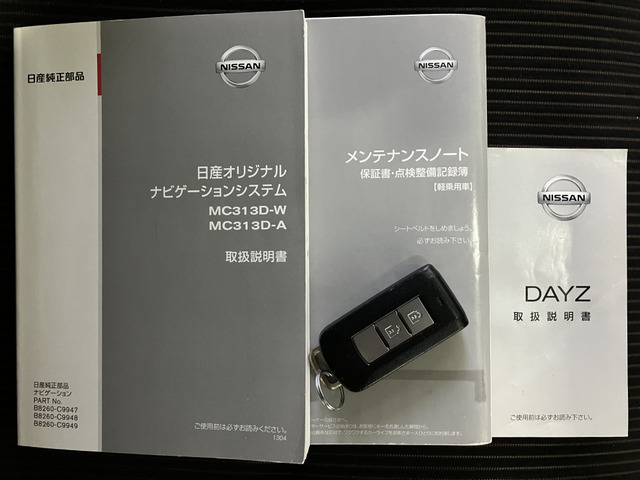 日産純正部品
NISSAN
日産オリジナル
ナビゲーションシステム
MC313D-W
MC313D-A
取扱説明書
日産純正部品
ナビゲーション
PART No.
B8260-C9947
B8260-C9948
B8260-C9949
ご使用前は必ずお読みください。
1304
NISSAN
メンテナンスノート
保証書・点検整備記録簿
【軽乗用車】
シートベルトをしめましょう。
必ずお読み下さい。
NISSAN
DAYZ
取扱説明書
ご使用前に必ずお読みください。